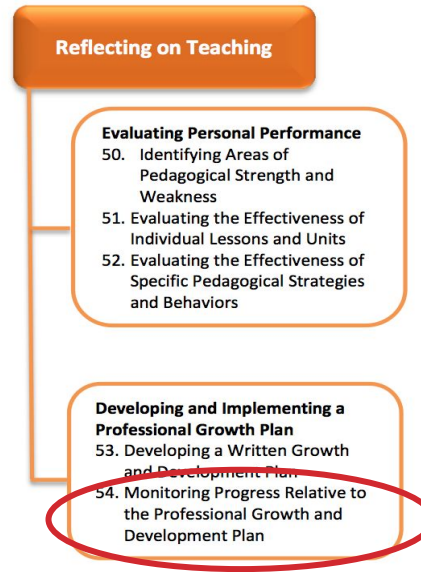 Reflecting on Teaching
Evaluating Personal Performance
50. Identifying Areas of
Pedagogical Strength and
Weakness
51. Evaluating the Effectiveness of
Individual Lessons and Units
52. Evaluating the Effectiveness of
Specific Pedagogical Strategies
and Behaviors
Developing and Implementing a
Professional Growth Plan
53. Developing a Written Growth
and Development Plan
54. Monitoring Progress Relative to
the Professional Growth and
Development Plan